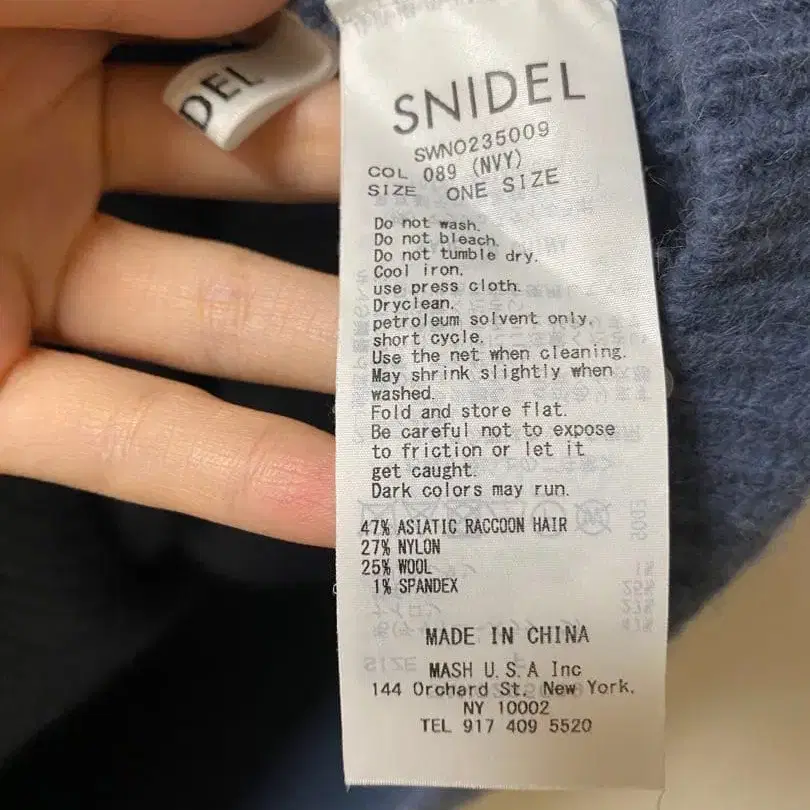 DEL
SNIDEL
SWNO235009
COL 089 (NVY)
SIZE ONE SIZE
Do not wash.
Do not bleach.
Do not tumble dry.
Cool iron.
use press cloth.
Dryclean.
petroleum solvent only.
short cycle.
Use the net when cleaning.
May shrink slightly when
washed.
Fold and store flat.
Be careful not to expose
to friction or let it
get caught.
Dark colors may run.
47% ASIATIC RACCOON HAIR
27% NYLON
25% WOOL
1% SPANDEX
MADE IN CHINA
MASH U.S.A Inc
144 Orchard St, New York,
NY 10002
TEL 917 409 5520